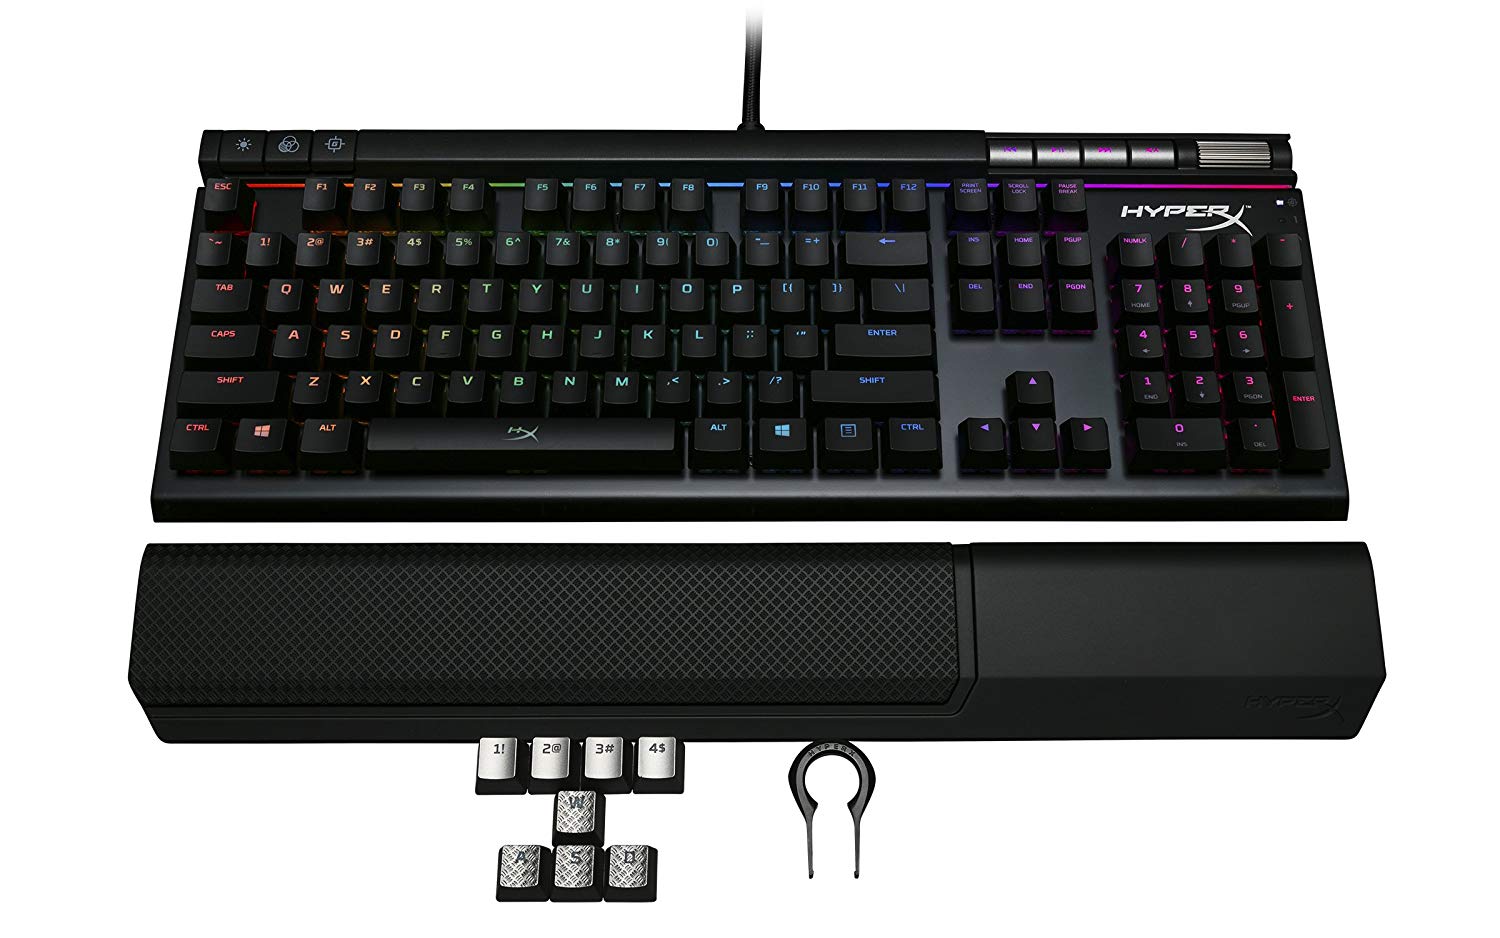 ESC F1 F2 F3 F4 F5 F6 F7 F8 F9 F10 F11 F12 PRINT SCREEN SCROLL LOCK PAUSE BREAK
HYPERX™
1
`~ 1! 2@ 3# 4$ 5% 6^ 7& 8* 9( 0) -_ =+ ← INS HOME PGUP NUMLK / * -
TAB Q W E R T Y U I O P [{ ]} \| DEL END PGDN 7 HOME 8 9 PGUP +
CAPS A S D F G H J K L ;: '" ENTER 4 ← 5 6 →
SHIFT Z X C V B N M ,< .> /? SHIFT ▲ 1 END 2 3 PGDN ENTER
CTRL ALT HX ALT CTRL ◄ ▼ ► 0 INS . DEL
HYPERX
1! 2@ 3# 4$
HYPERX
W
A S D